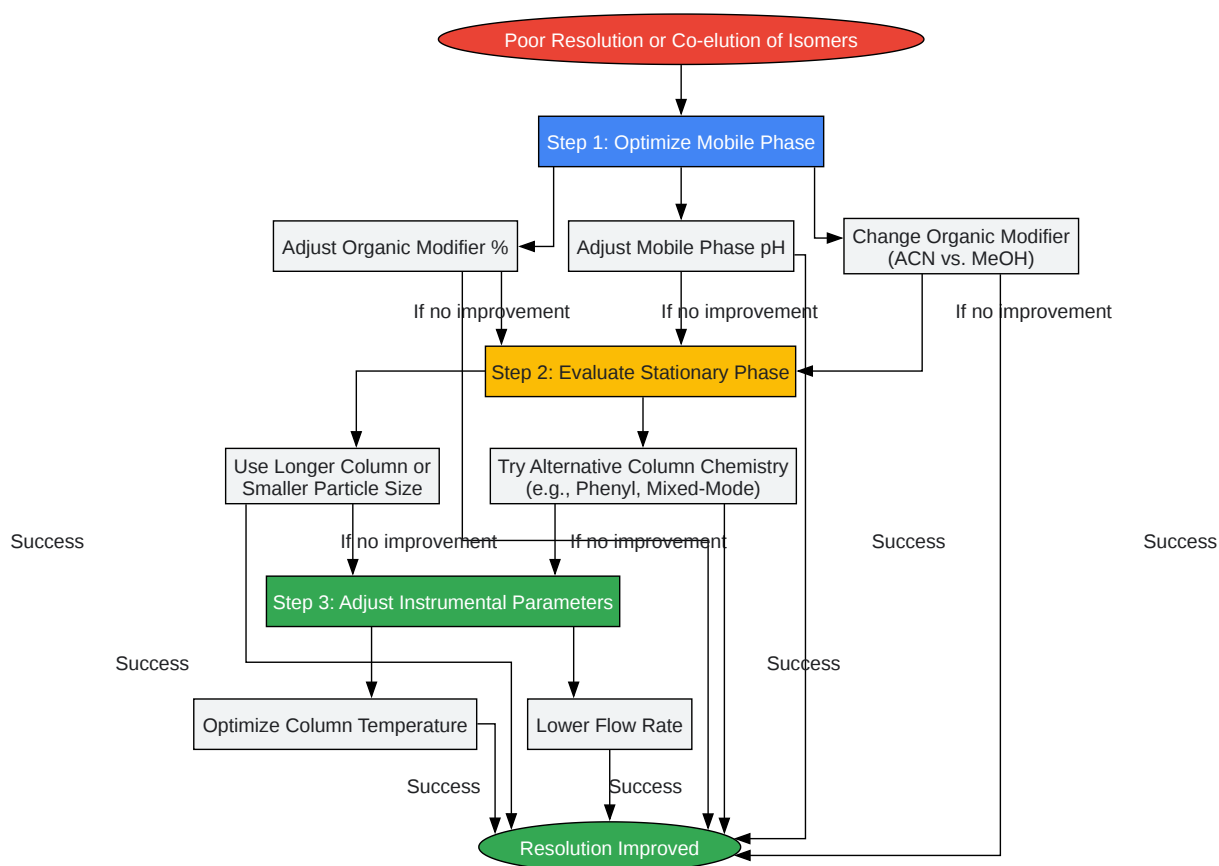 Poor Resolution or Co-elution of Isomers
Step 1: Optimize Mobile Phase
Adjust Organic Modifier %
Adjust Mobile Phase pH
Change Organic Modifier
(ACN vs. MeOH)
If no improvement
If no improvement
If no improvement
Step 2: Evaluate Stationary Phase
Use Longer Column or
Smaller Particle Size
Try Alternative Column Chemistry
(e.g., Phenyl, Mixed-Mode)
Success
If no improvement
If no improvement
Success
Success
Step 3: Adjust Instrumental Parameters
Success
Success
Optimize Column Temperature
Lower Flow Rate
Success
Success
Resolution Improved